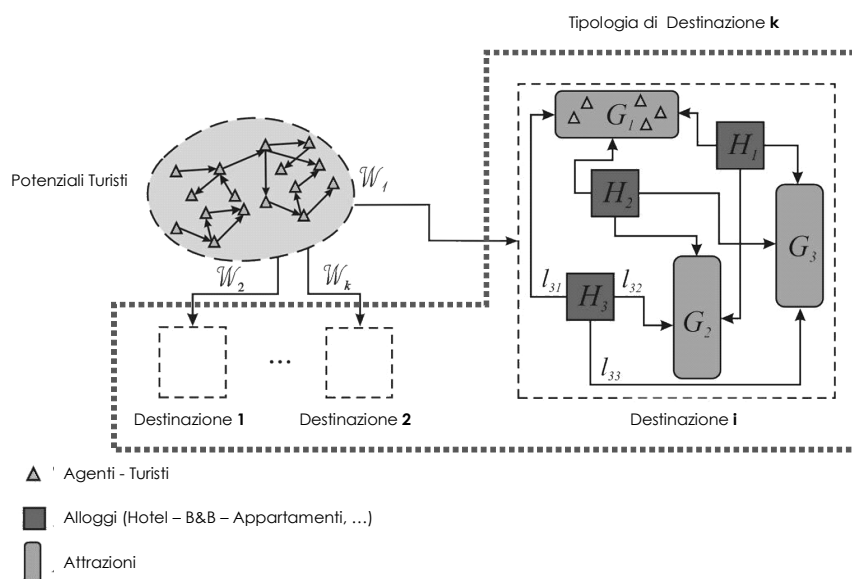 Tipologia di Destinazione k
Potenziali Turisti
W₁
G₁
H₁
H₂
G₃
W₂
Wₖ
l₃₁
H₃
l₃₂
G₂
l₃₃
...
Destinazione 1
Destinazione 2
Destinazione i
Agenti - Turisti
Alloggi (Hotel – B&B – Appartamenti, ...)
Attrazioni